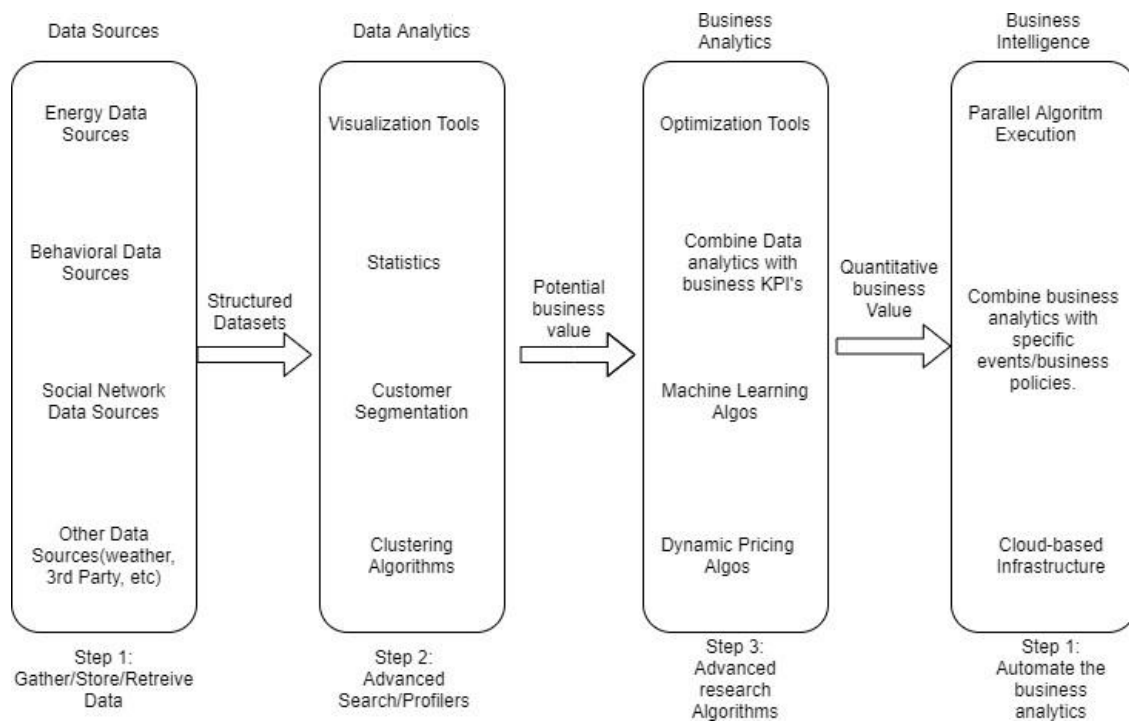 Data Sources
Energy Data
Sources
Behavioral Data
Sources
Social Network
Data Sources
Other Data
Sources(weather,
3rd Party, etc)
Step 1:
Gather/Store/Retreive
Data
Structured
Datasets
Data Analytics
Visualization Tools
Statistics
Customer
Segmentation
Clustering
Algorithms
Step 2:
Advanced
Search/Profilers
Potential
business
value
Business
Analytics
Optimization Tools
Combine Data
analytics with
business KPI's
Machine Learning
Algos
Dynamic Pricing
Algos
Step 3:
Advanced
research
Algorithms
Quantitative
business
Value
Business
Intelligence
Parallel Algoritm
Execution
Combine business
analytics with
specific
events/business
policies.
Cloud-based
Infrastructure
Step 1:
Automate the
business
analytics